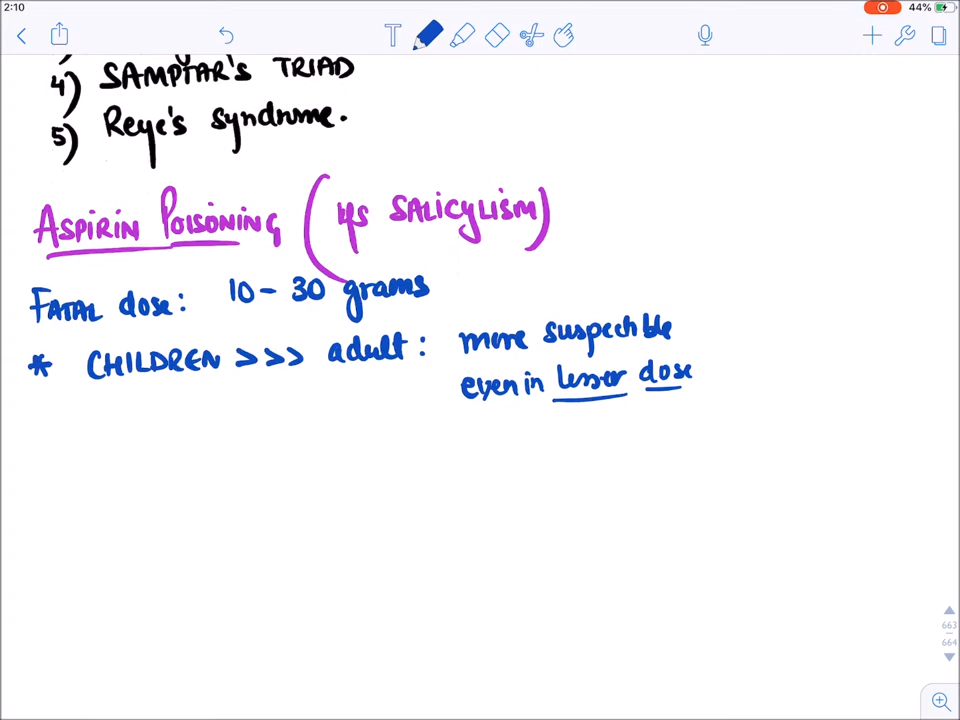 2:10
44%
T
4) SAMPTAR'S TRIAD
5) Reye's syndrome.
ASPIRIN POISONING (y's SALICYLISM)
FATAL dose: 10 - 30 grams
* CHILDREN >>> adult: more suspectible
even in lesser dose
663
664